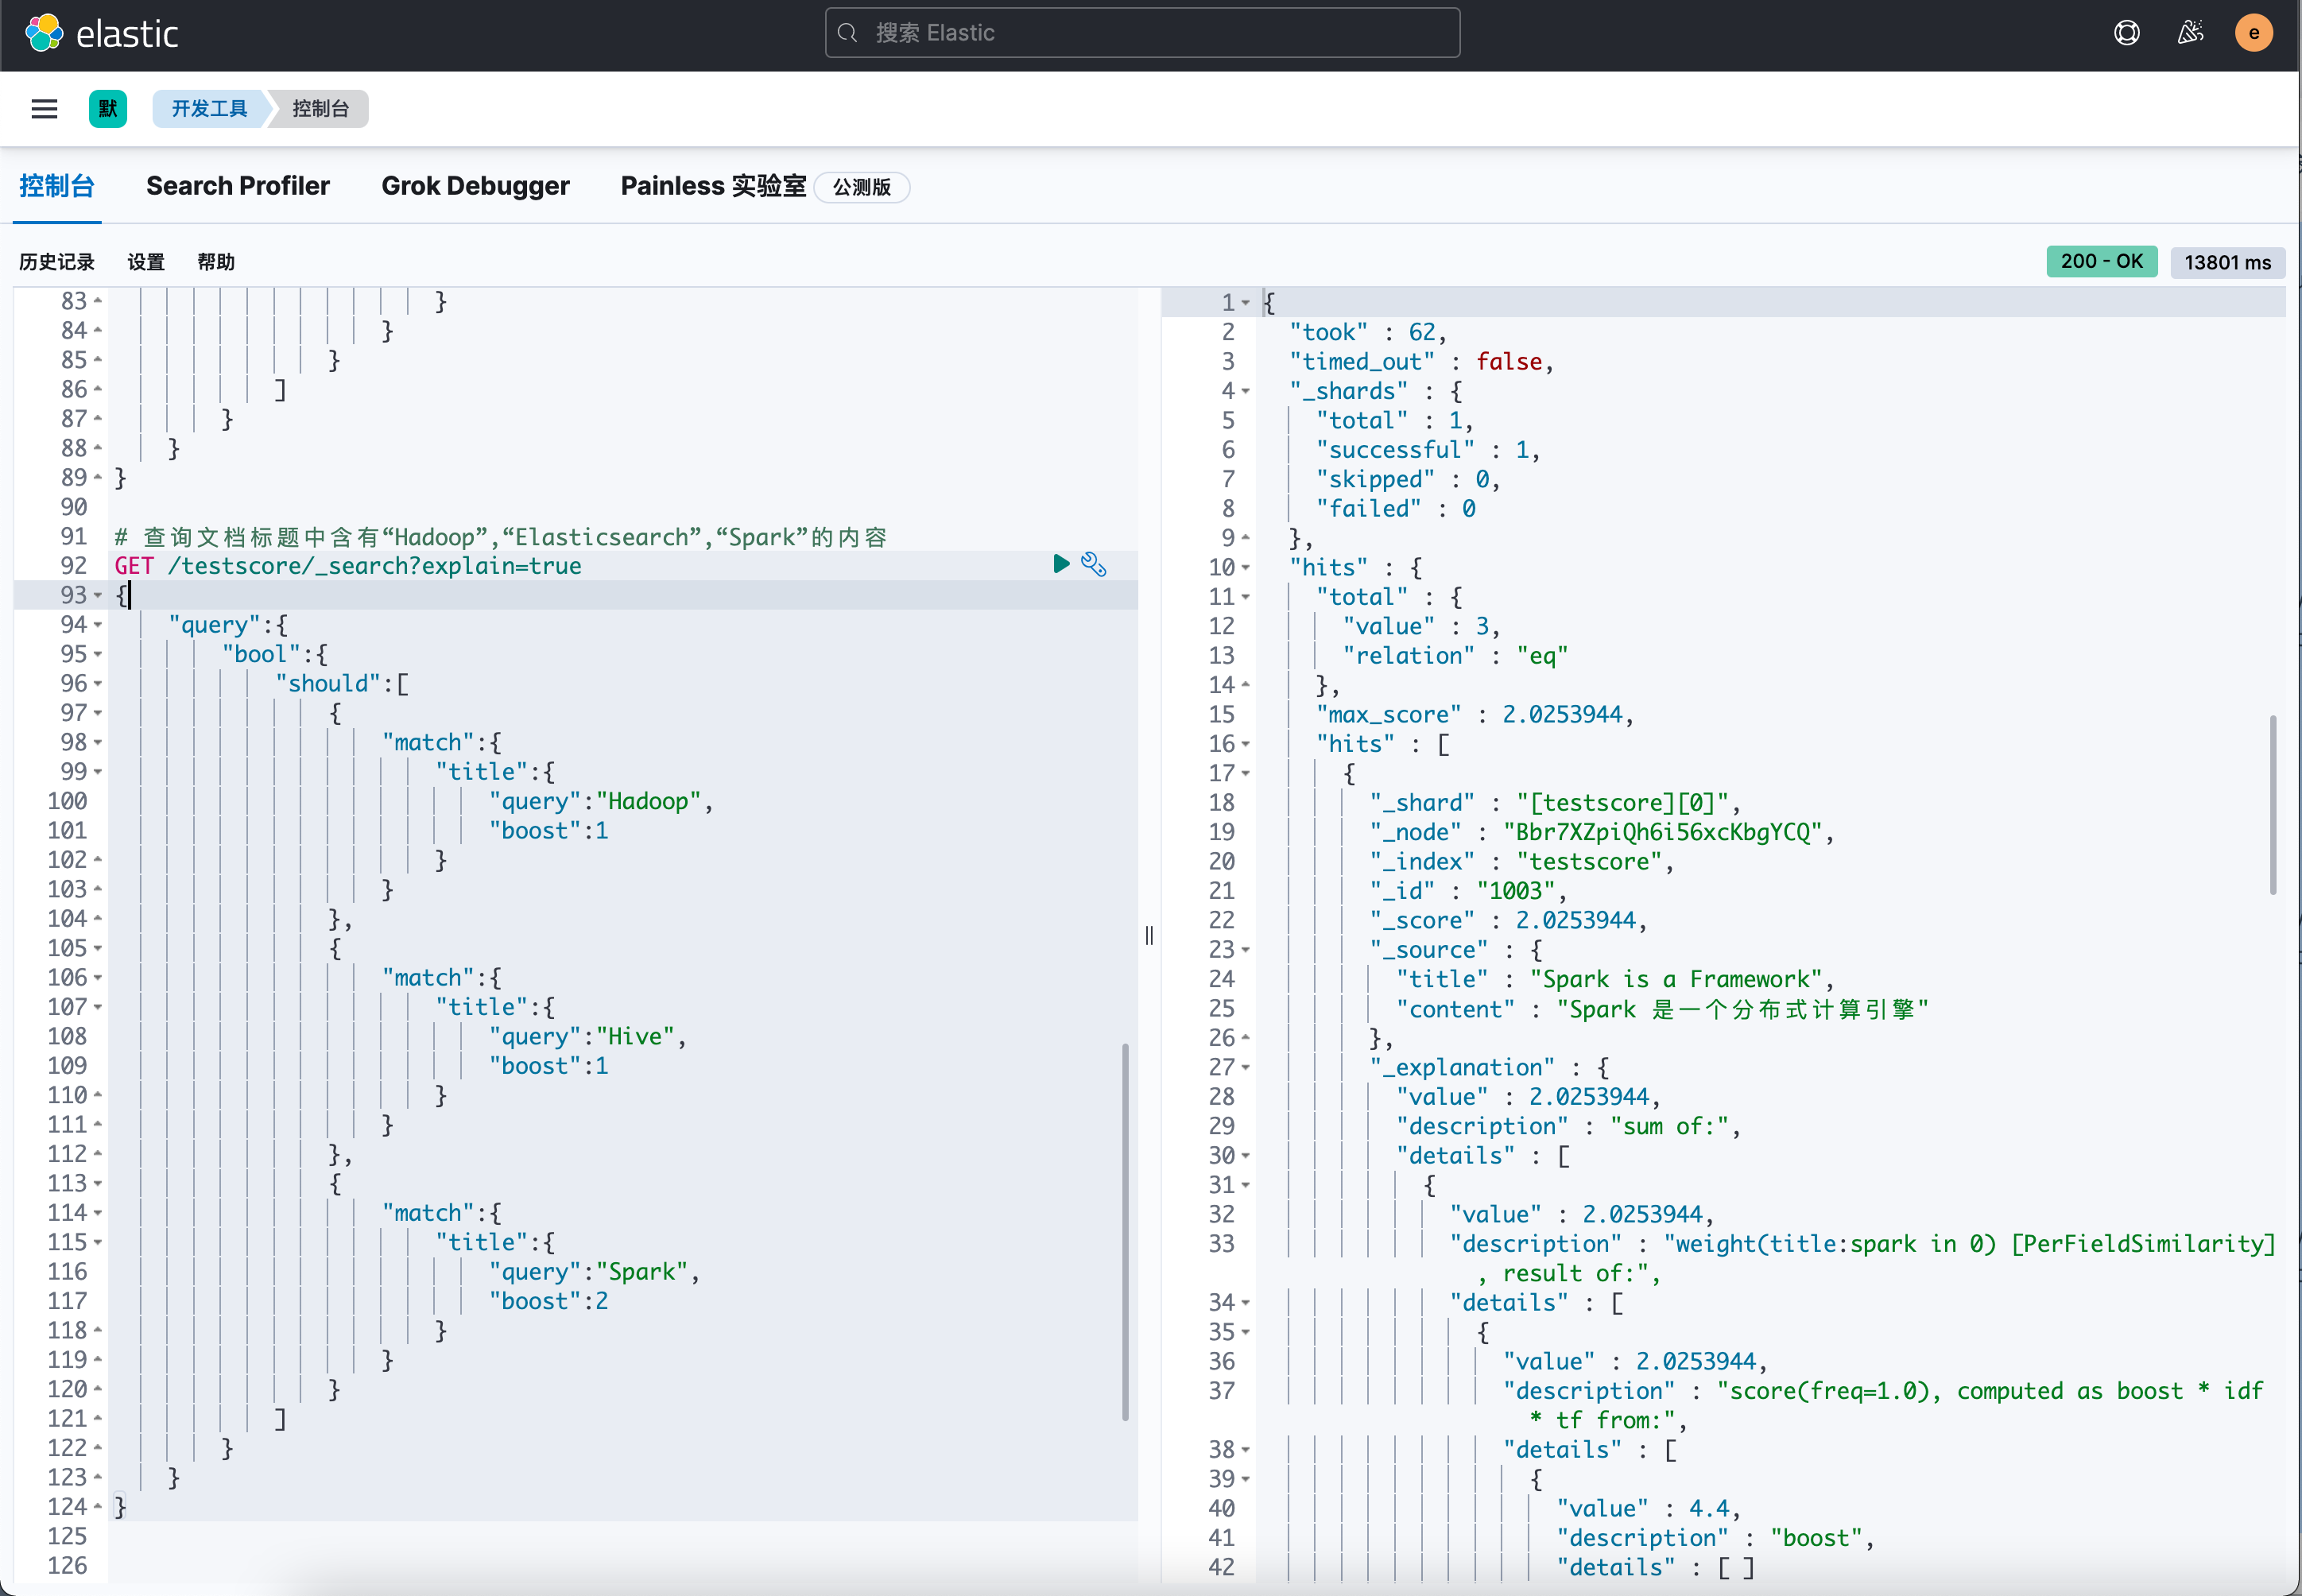 elastic
搜索 Elastic
e
默
开发工具
控制台
控制台
Search Profiler
Grok Debugger
Painless 实验室
公测版
历史记录
设置
帮助
200 - OK
13801 ms
83 }
84 }
85 }
86 ]
87 }
88 }
89 }
90
91 # 查询文档标题中含有“Hadoop”,“Elasticsearch”,“Spark”的内容
92 GET /testscore/_search?explain=true
93 {
94 "query":{
95 "bool":{
96 "should":[
97 {
98 "match":{
99 "title":{
100 "query":"Hadoop",
101 "boost":1
102 }
103 }
104 },
105 {
106 "match":{
107 "title":{
108 "query":"Hive",
109 "boost":1
110 }
111 }
112 },
113 {
114 "match":{
115 "title":{
116 "query":"Spark",
117 "boost":2
118 }
119 }
120 }
121 ]
122 }
123 }
124 }
125
126
1 {
2 "took" : 62,
3 "timed_out" : false,
4 "_shards" : {
5 "total" : 1,
6 "successful" : 1,
7 "skipped" : 0,
8 "failed" : 0
9 },
10 "hits" : {
11 "total" : {
12 "value" : 3,
13 "relation" : "eq"
14 },
15 "max_score" : 2.0253944,
16 "hits" : [
17 {
18 "_shard" : "[testscore][0]",
19 "_node" : "Bbr7XZpiQh6i56xcKbgYCQ",
20 "_index" : "testscore",
21 "_id" : "1003",
22 "_score" : 2.0253944,
23 "_source" : {
24 "title" : "Spark is a Framework",
25 "content" : "Spark 是一个分布式计算引擎"
26 },
27 "_explanation" : {
28 "value" : 2.0253944,
29 "description" : "sum of:",
30 "details" : [
31 {
32 "value" : 2.0253944,
33 "description" : "weight(title:spark in 0) [PerFieldSimilarity]
, result of:",
34 "details" : [
35 {
36 "value" : 2.0253944,
37 "description" : "score(freq=1.0), computed as boost * idf
* tf from:",
38 "details" : [
39 {
40 "value" : 4.4,
41 "description" : "boost",
42 "details" : [ ]